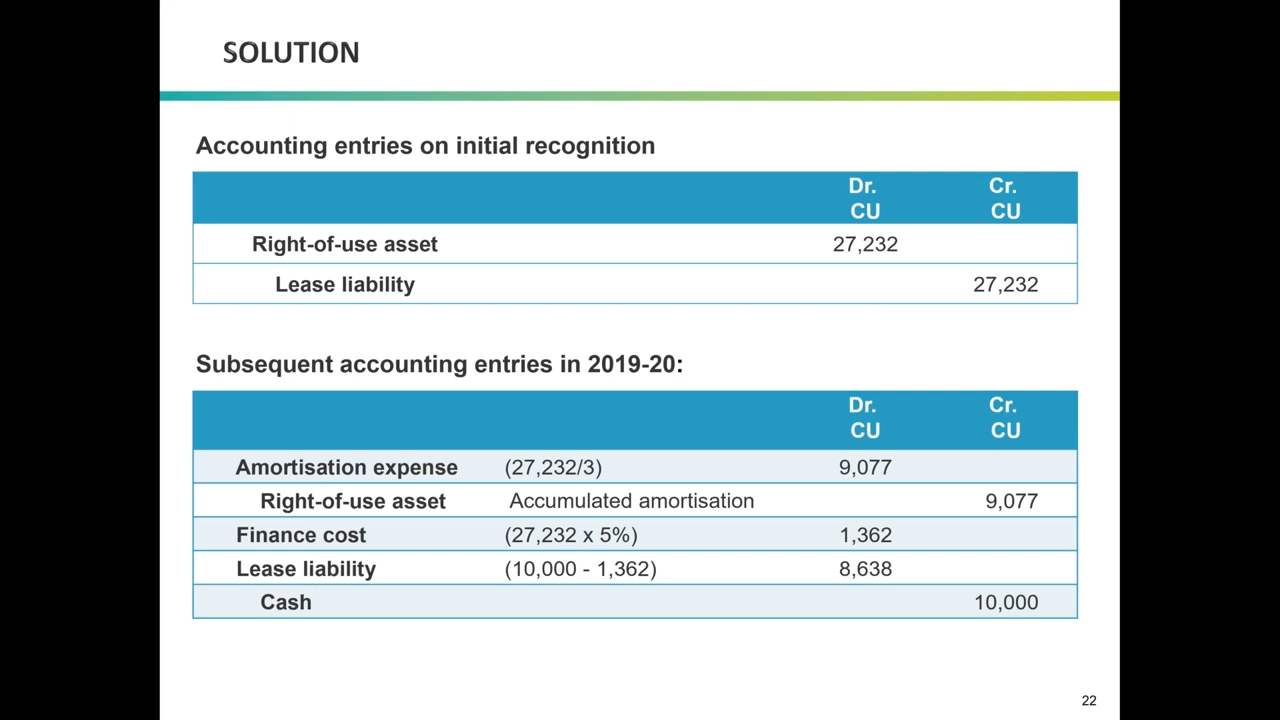 SOLUTION
Accounting entries on initial recognition
Dr. Cr.
CU CU
Right-of-use asset 27,232
Lease liability 27,232
Subsequent accounting entries in 2019-20:
Dr. Cr.
CU CU
Amortisation expense (27,232/3) 9,077
Right-of-use asset Accumulated amortisation 9,077
Finance cost (27,232 x 5%) 1,362
Lease liability (10,000 - 1,362) 8,638
Cash 10,000
22